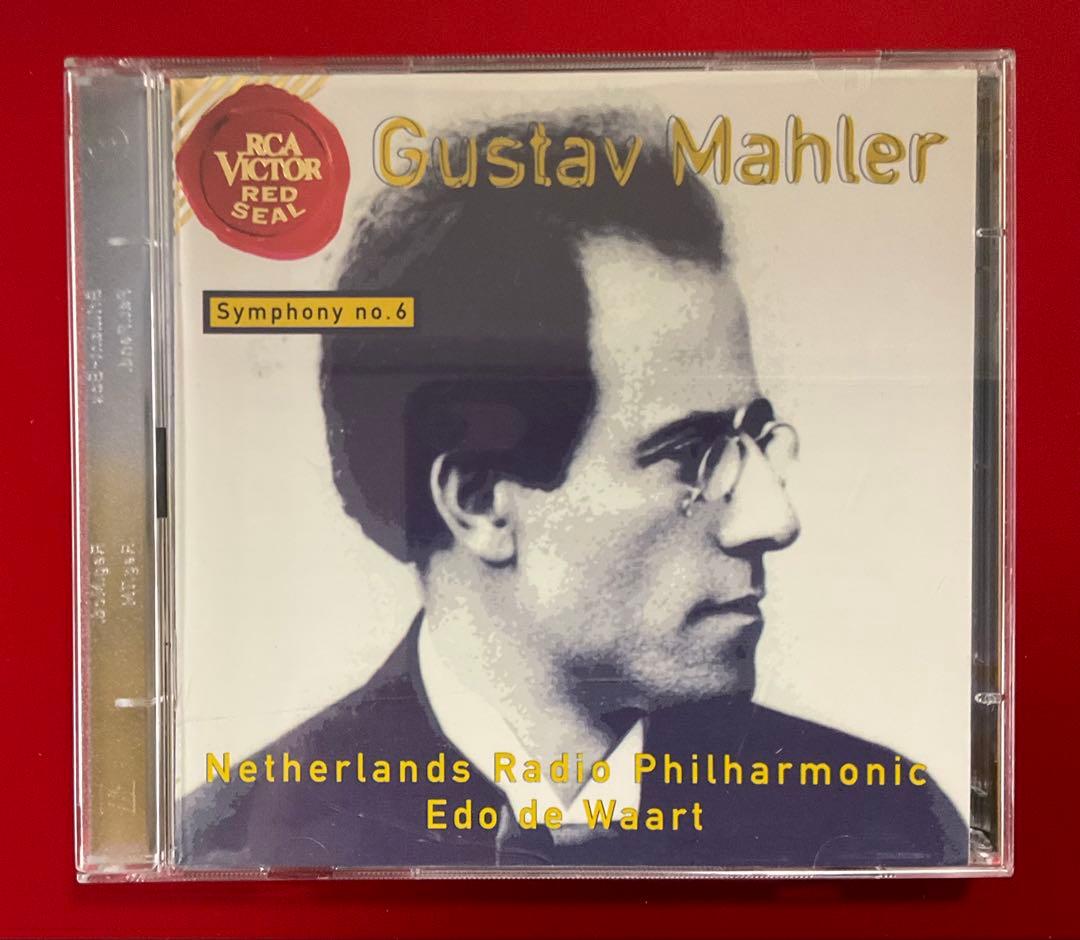 RCA
VICTOR
RED
SEAL
Gustav Mahler
Symphony no.6
Netherlands Radio Philharmonic
Edo de Waart